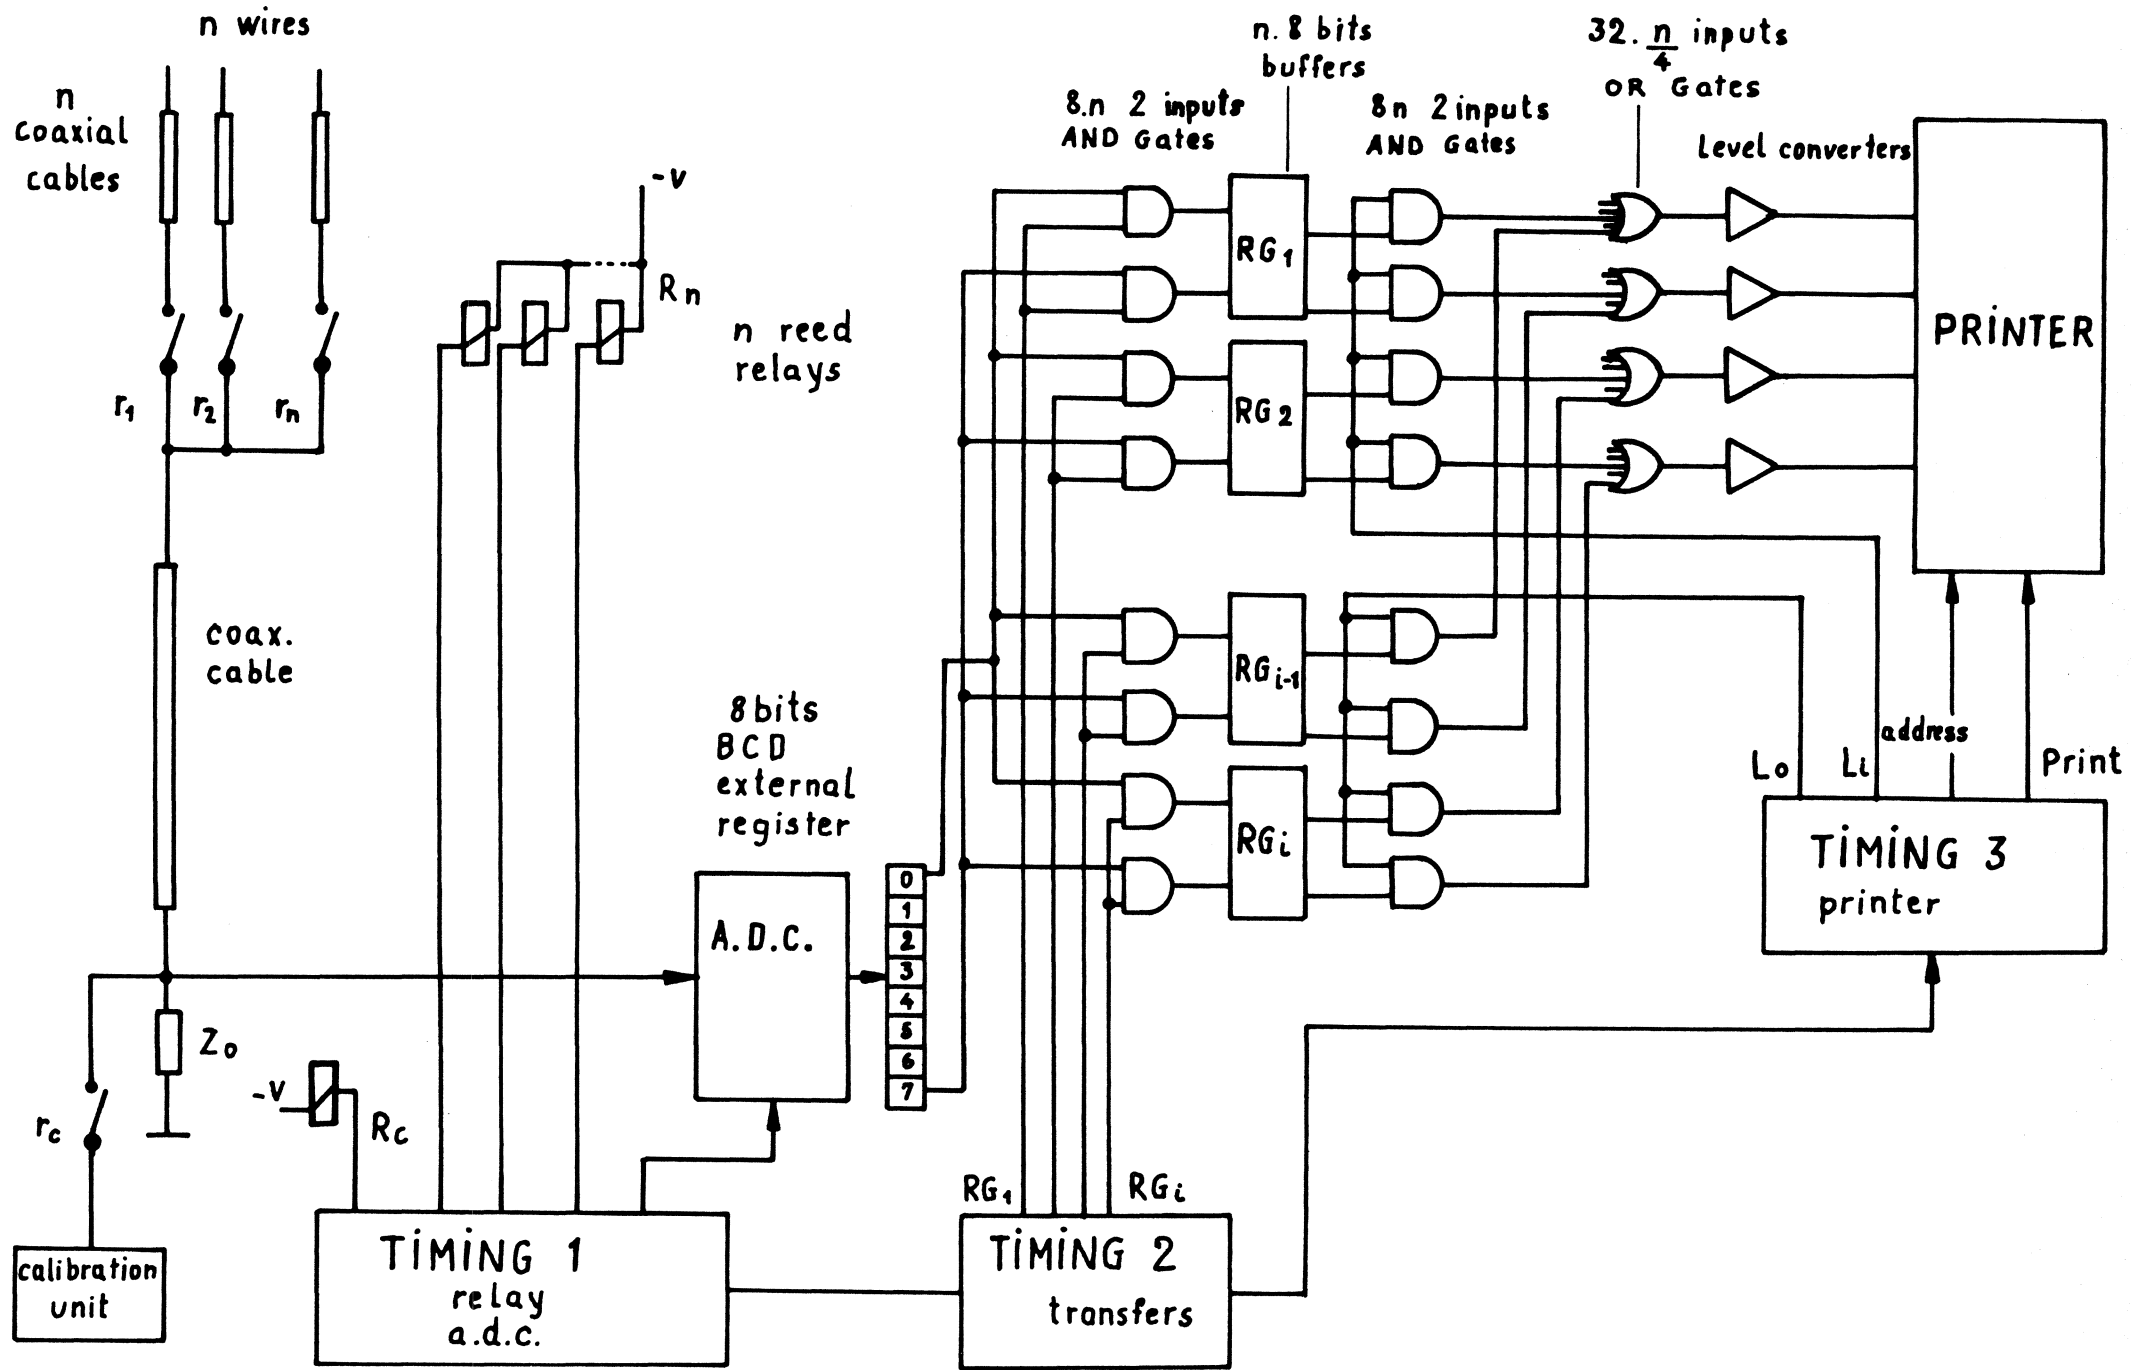 n wires
n
coaxial
cables
r1
r2
rn
coax.
cable
Zo
rc
calibration
unit
-V
Rc
-V
Rn
n reed
relays
TIMING 1
relay
a.d.c.
8 bits
BCD
external
register
A.D.C.
0
1
2
3
4
5
6
7
RG1
RGi
TIMING 2
transfers
8.n 2 inputs
AND Gates
n. 8 bits
buffers
8n 2 inputs
AND Gates
32. n/4 inputs
OR Gates
Level converters
RG1
RG2
RGi-1
RGi
PRINTER
Lo
Li
address
Print
TIMING 3
printer